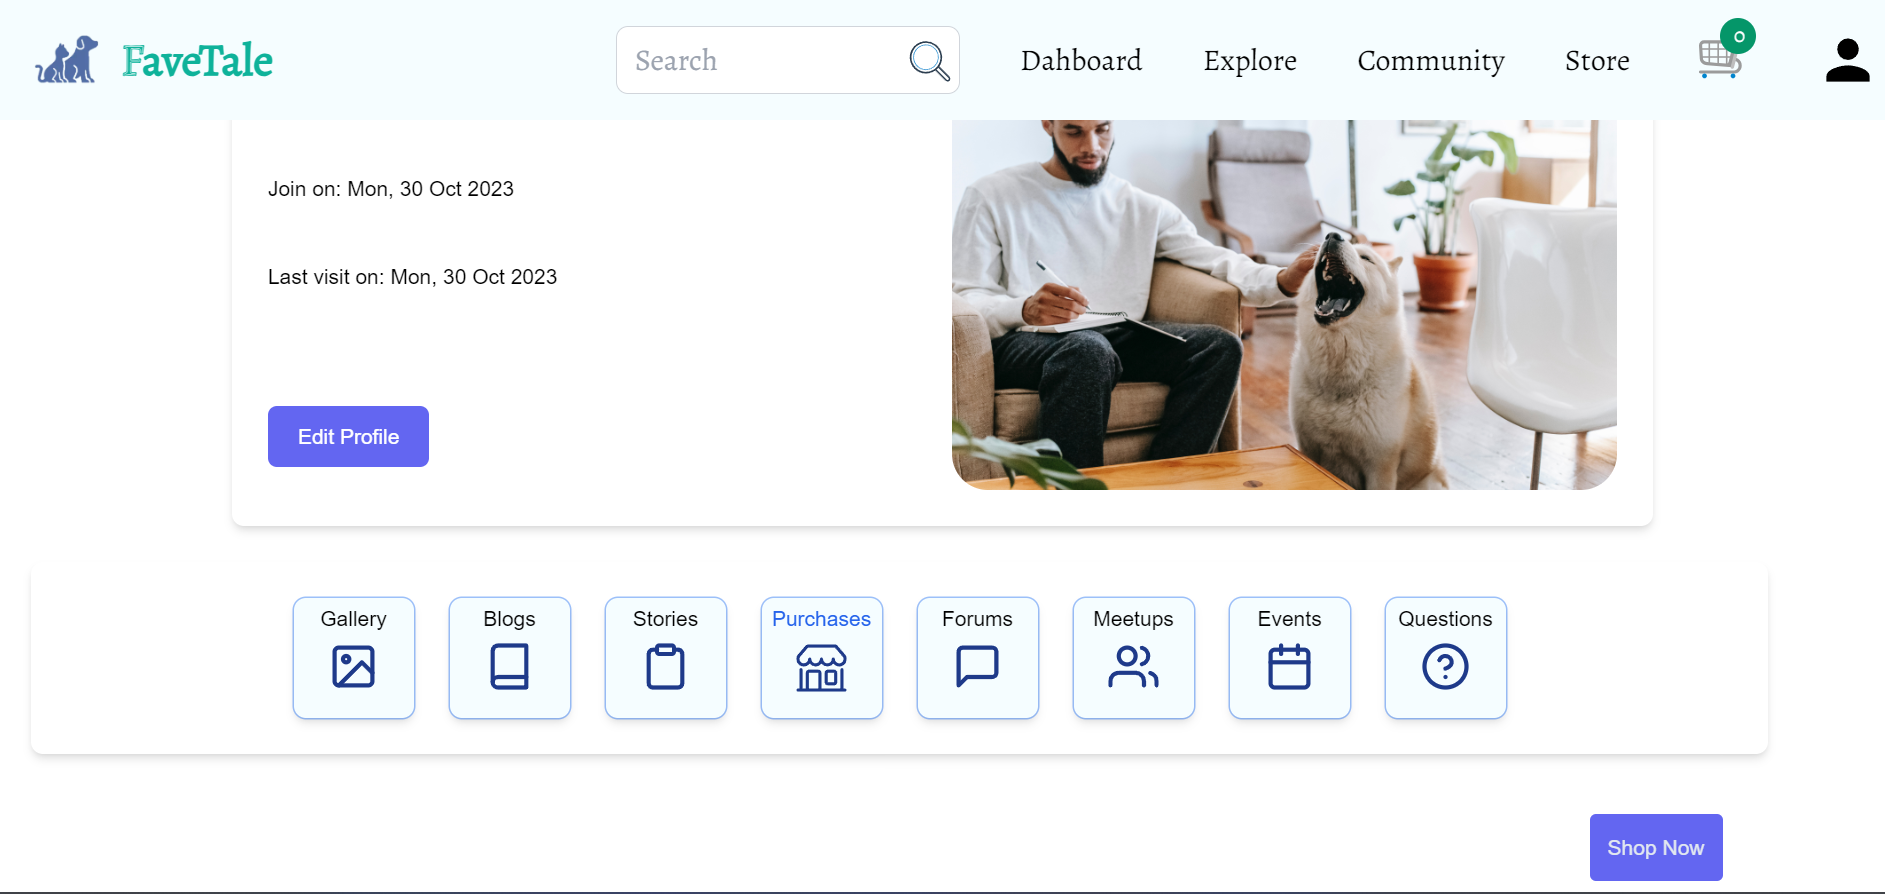 FaveTale
Search
Dahboard
Explore
Community
Store
0
Join on: Mon, 30 Oct 2023
Last visit on: Mon, 30 Oct 2023
Edit Profile
Gallery
Blogs
Stories
Purchases
Forums
Meetups
Events
Questions
Shop Now